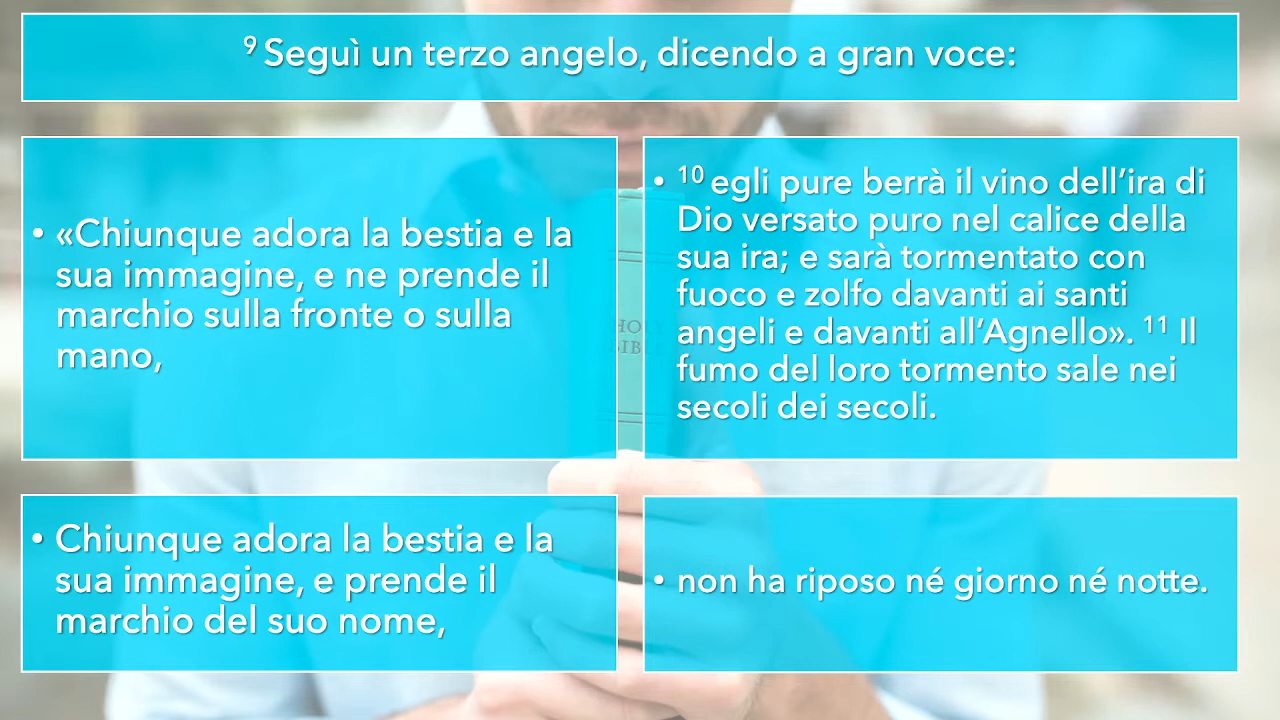 ⁹ Seguì un terzo angelo, dicendo a gran voce:
• «Chiunque adora la bestia e la
sua immagine, e ne prende il
marchio sulla fronte o sulla
mano,
• ¹⁰ egli pure berrà il vino dell’ira di
Dio versato puro nel calice della
sua ira; e sarà tormentato con
fuoco e zolfo davanti ai santi
angeli e davanti all’Agnello». ¹¹ Il
fumo del loro tormento sale nei
secoli dei secoli.
HOLY
BIBLE
• Chiunque adora la bestia e la
sua immagine, e prende il
marchio del suo nome,
• non ha riposo né giorno né notte.